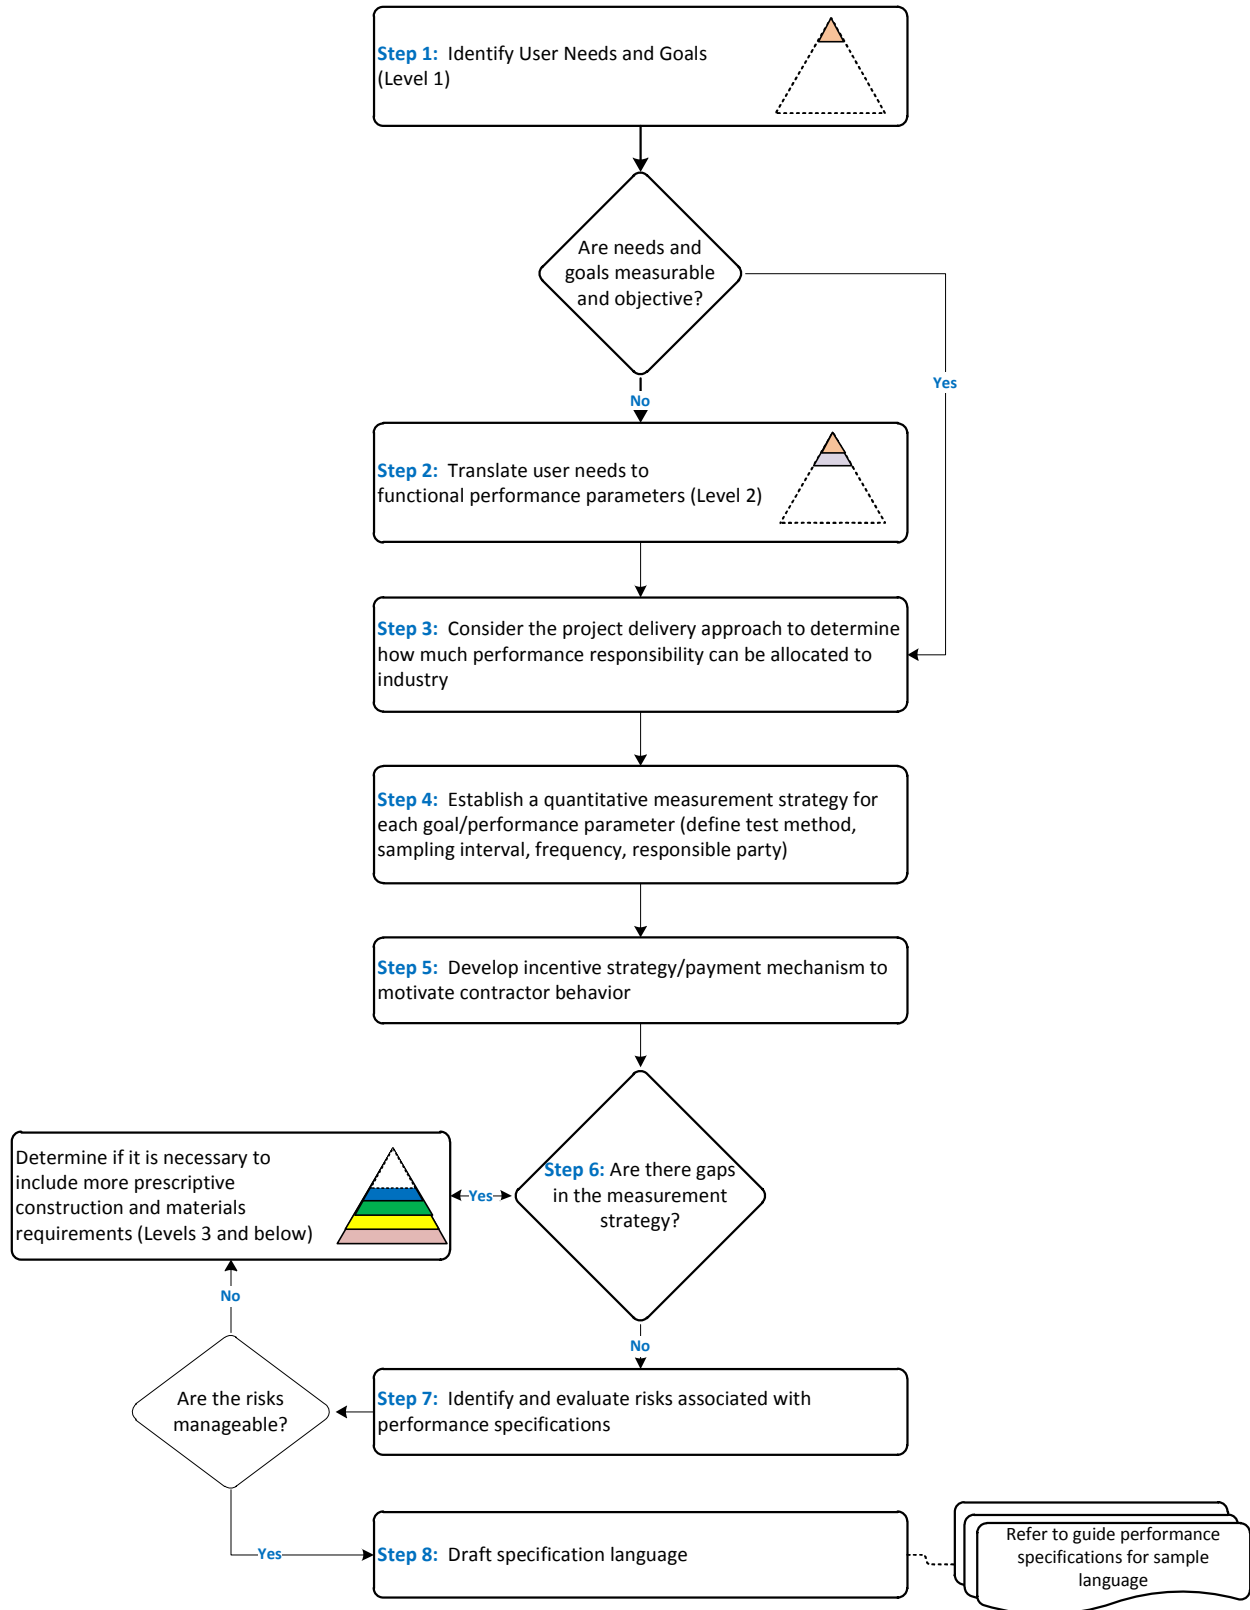 Step 1: Identify User Needs and Goals
(Level 1)
Are needs and
goals measurable
and objective?
Yes
No
Step 2: Translate user needs to
functional performance parameters (Level 2)
Step 3: Consider the project delivery approach to determine
how much performance responsibility can be allocated to
industry
Step 4: Establish a quantitative measurement strategy for
each goal/performance parameter (define test method,
sampling interval, frequency, responsible party)
Step 5: Develop incentive strategy/payment mechanism to
motivate contractor behavior
Step 6: Are there gaps
in the measurement
strategy?
Yes
Determine if it is necessary to
include more prescriptive
construction and materials
requirements (Levels 3 and below)
No
No
Step 7: Identify and evaluate risks associated with
performance specifications
Are the risks
manageable?
Yes
Step 8: Draft specification language
Refer to guide performance
specifications for sample
language